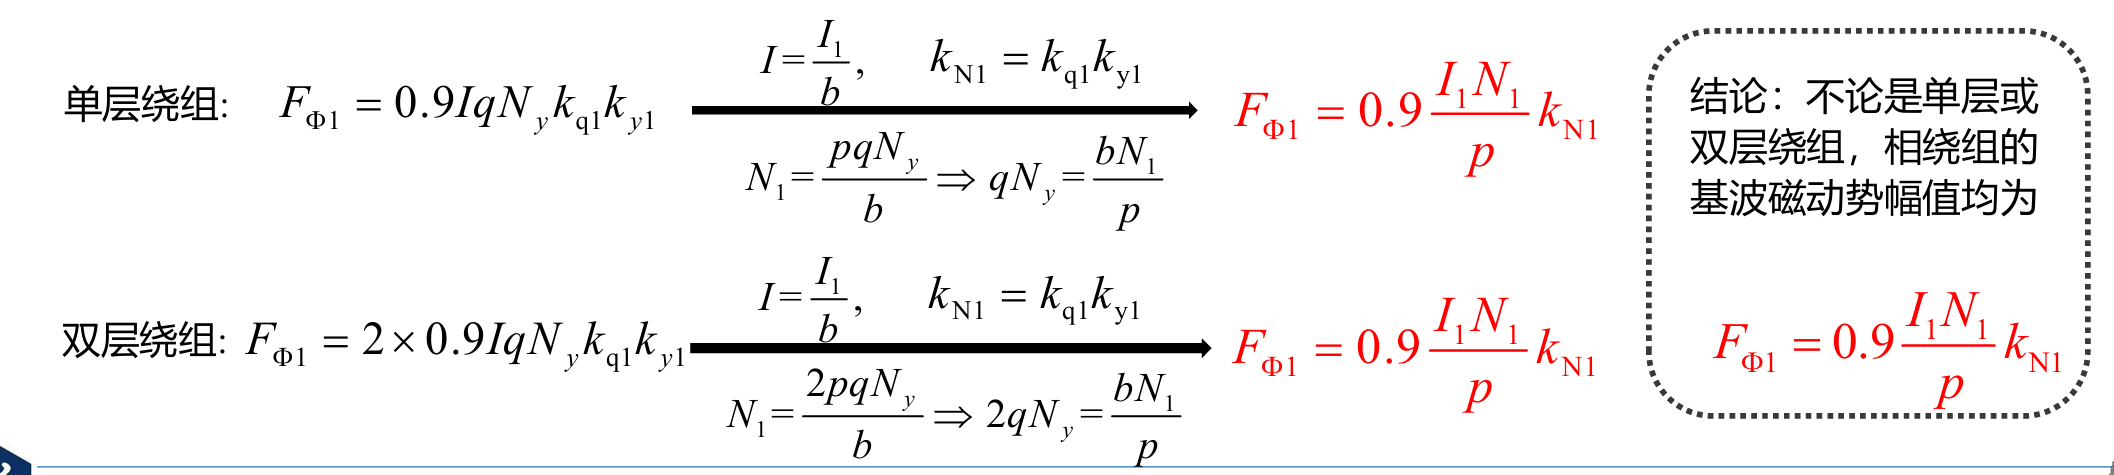 单层绕组: F_Φ1 = 0.9IqN_y k_q1 k_y1
I = I_1/b, k_N1 = k_q1 k_y1
N_1 = pqN_y/b ⇒ qN_y = bN_1/p
F_Φ1 = 0.9 I_1N_1/p k_N1
双层绕组: F_Φ1 = 2×0.9IqN_y k_q1 k_y1
I = I_1/b, k_N1 = k_q1 k_y1
N_1 = 2pqN_y/b ⇒ 2qN_y = bN_1/p
F_Φ1 = 0.9 I_1N_1/p k_N1
结论：不论是单层或
双层绕组，相绕组的
基波磁动势幅值均为
F_Φ1 = 0.9 I_1N_1/p k_N1